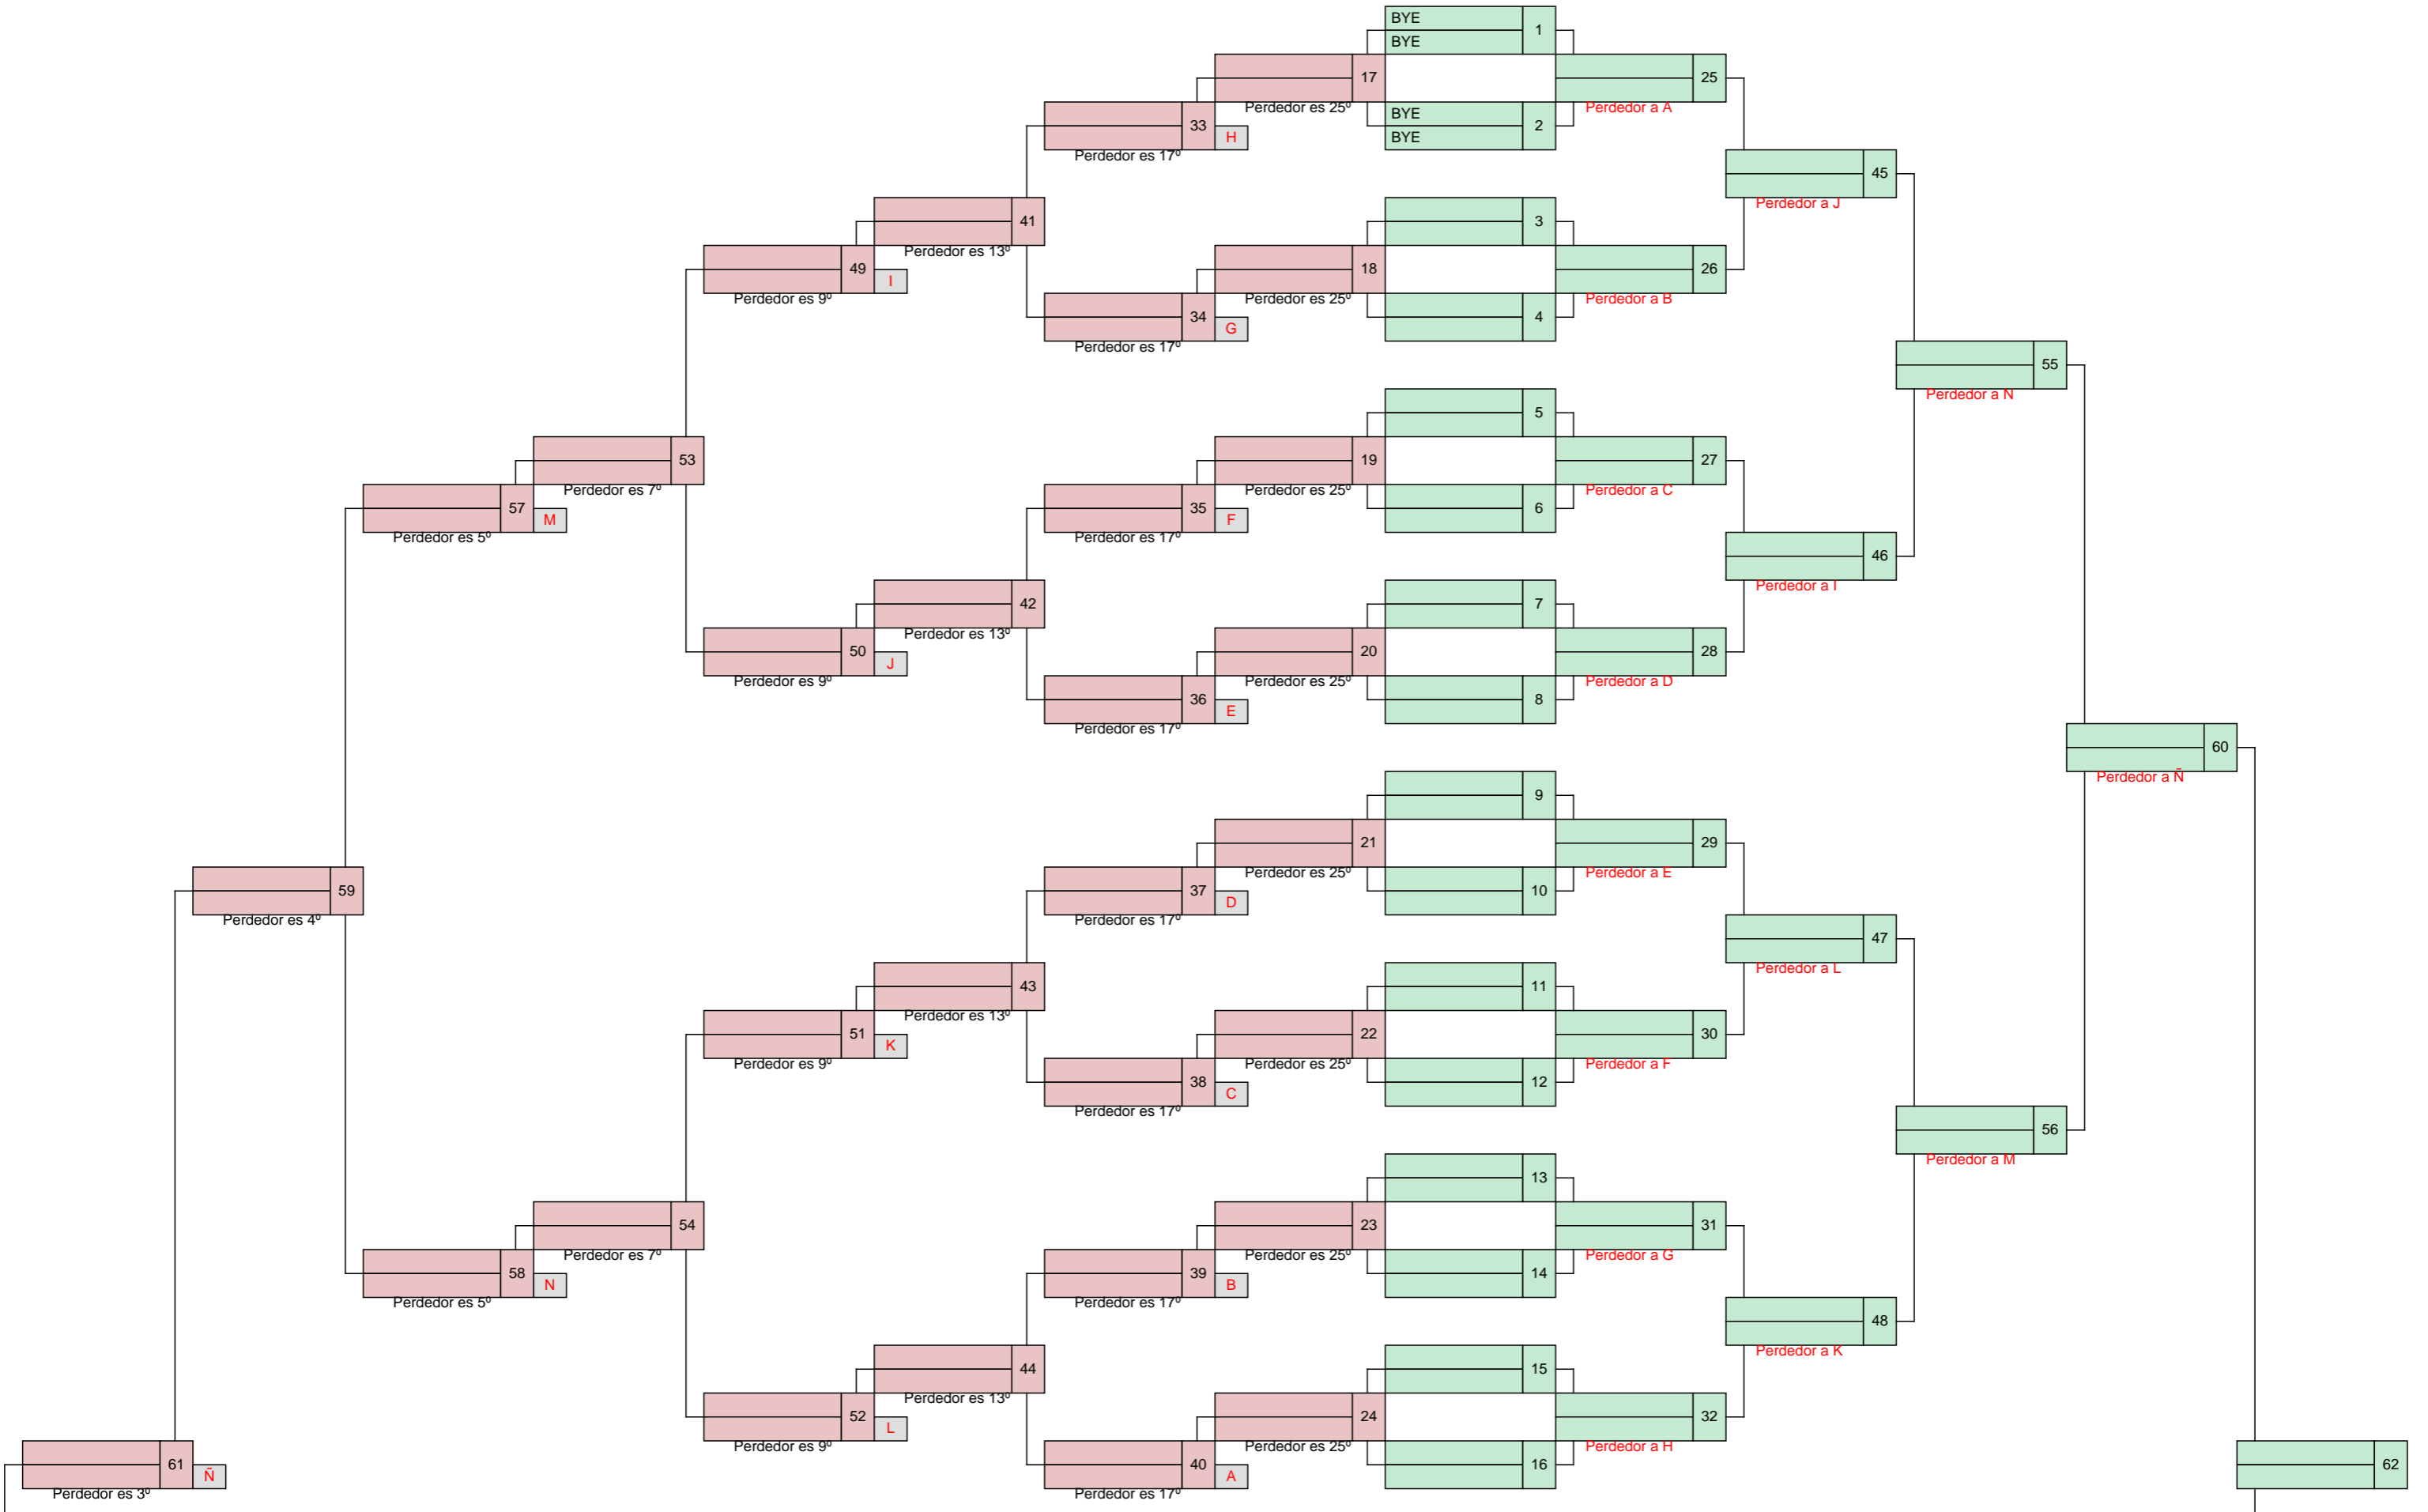 BYE
1
BYE
17
25
Perdedor es 25º
Perdedor a A
33
H
BYE
2
BYE
Perdedor es 17º
45
Perdedor a J
41
3
Perdedor es 13º
49
I
18
26
Perdedor es 9º
Perdedor es 25º
Perdedor a B
34
G
4
Perdedor es 17º
55
Perdedor a N
5
53
19
27
Perdedor es 7º
Perdedor es 25º
Perdedor a C
57
M
35
F
6
Perdedor es 5º
Perdedor es 17º
46
Perdedor a I
42
7
Perdedor es 13º
50
J
20
28
Perdedor es 9º
Perdedor es 25º
Perdedor a D
36
E
8
Perdedor es 17º
60
Perdedor a Ñ
9
21
29
Perdedor es 25º
Perdedor a E
59
37
D
10
Perdedor es 4º
Perdedor es 17º
47
Perdedor a L
43
11
Perdedor es 13º
51
K
22
30
Perdedor es 9º
Perdedor es 25º
Perdedor a F
38
C
12
Perdedor es 17º
56
Perdedor a M
13
54
23
31
Perdedor es 7º
Perdedor es 25º
Perdedor a G
58
N
39
B
14
Perdedor es 5º
Perdedor es 17º
48
Perdedor a K
44
15
Perdedor es 13º
52
L
24
32
Perdedor es 9º
Perdedor es 25º
Perdedor a H
61
Ñ
40
A
16
62
Perdedor es 3º
Perdedor es 17º